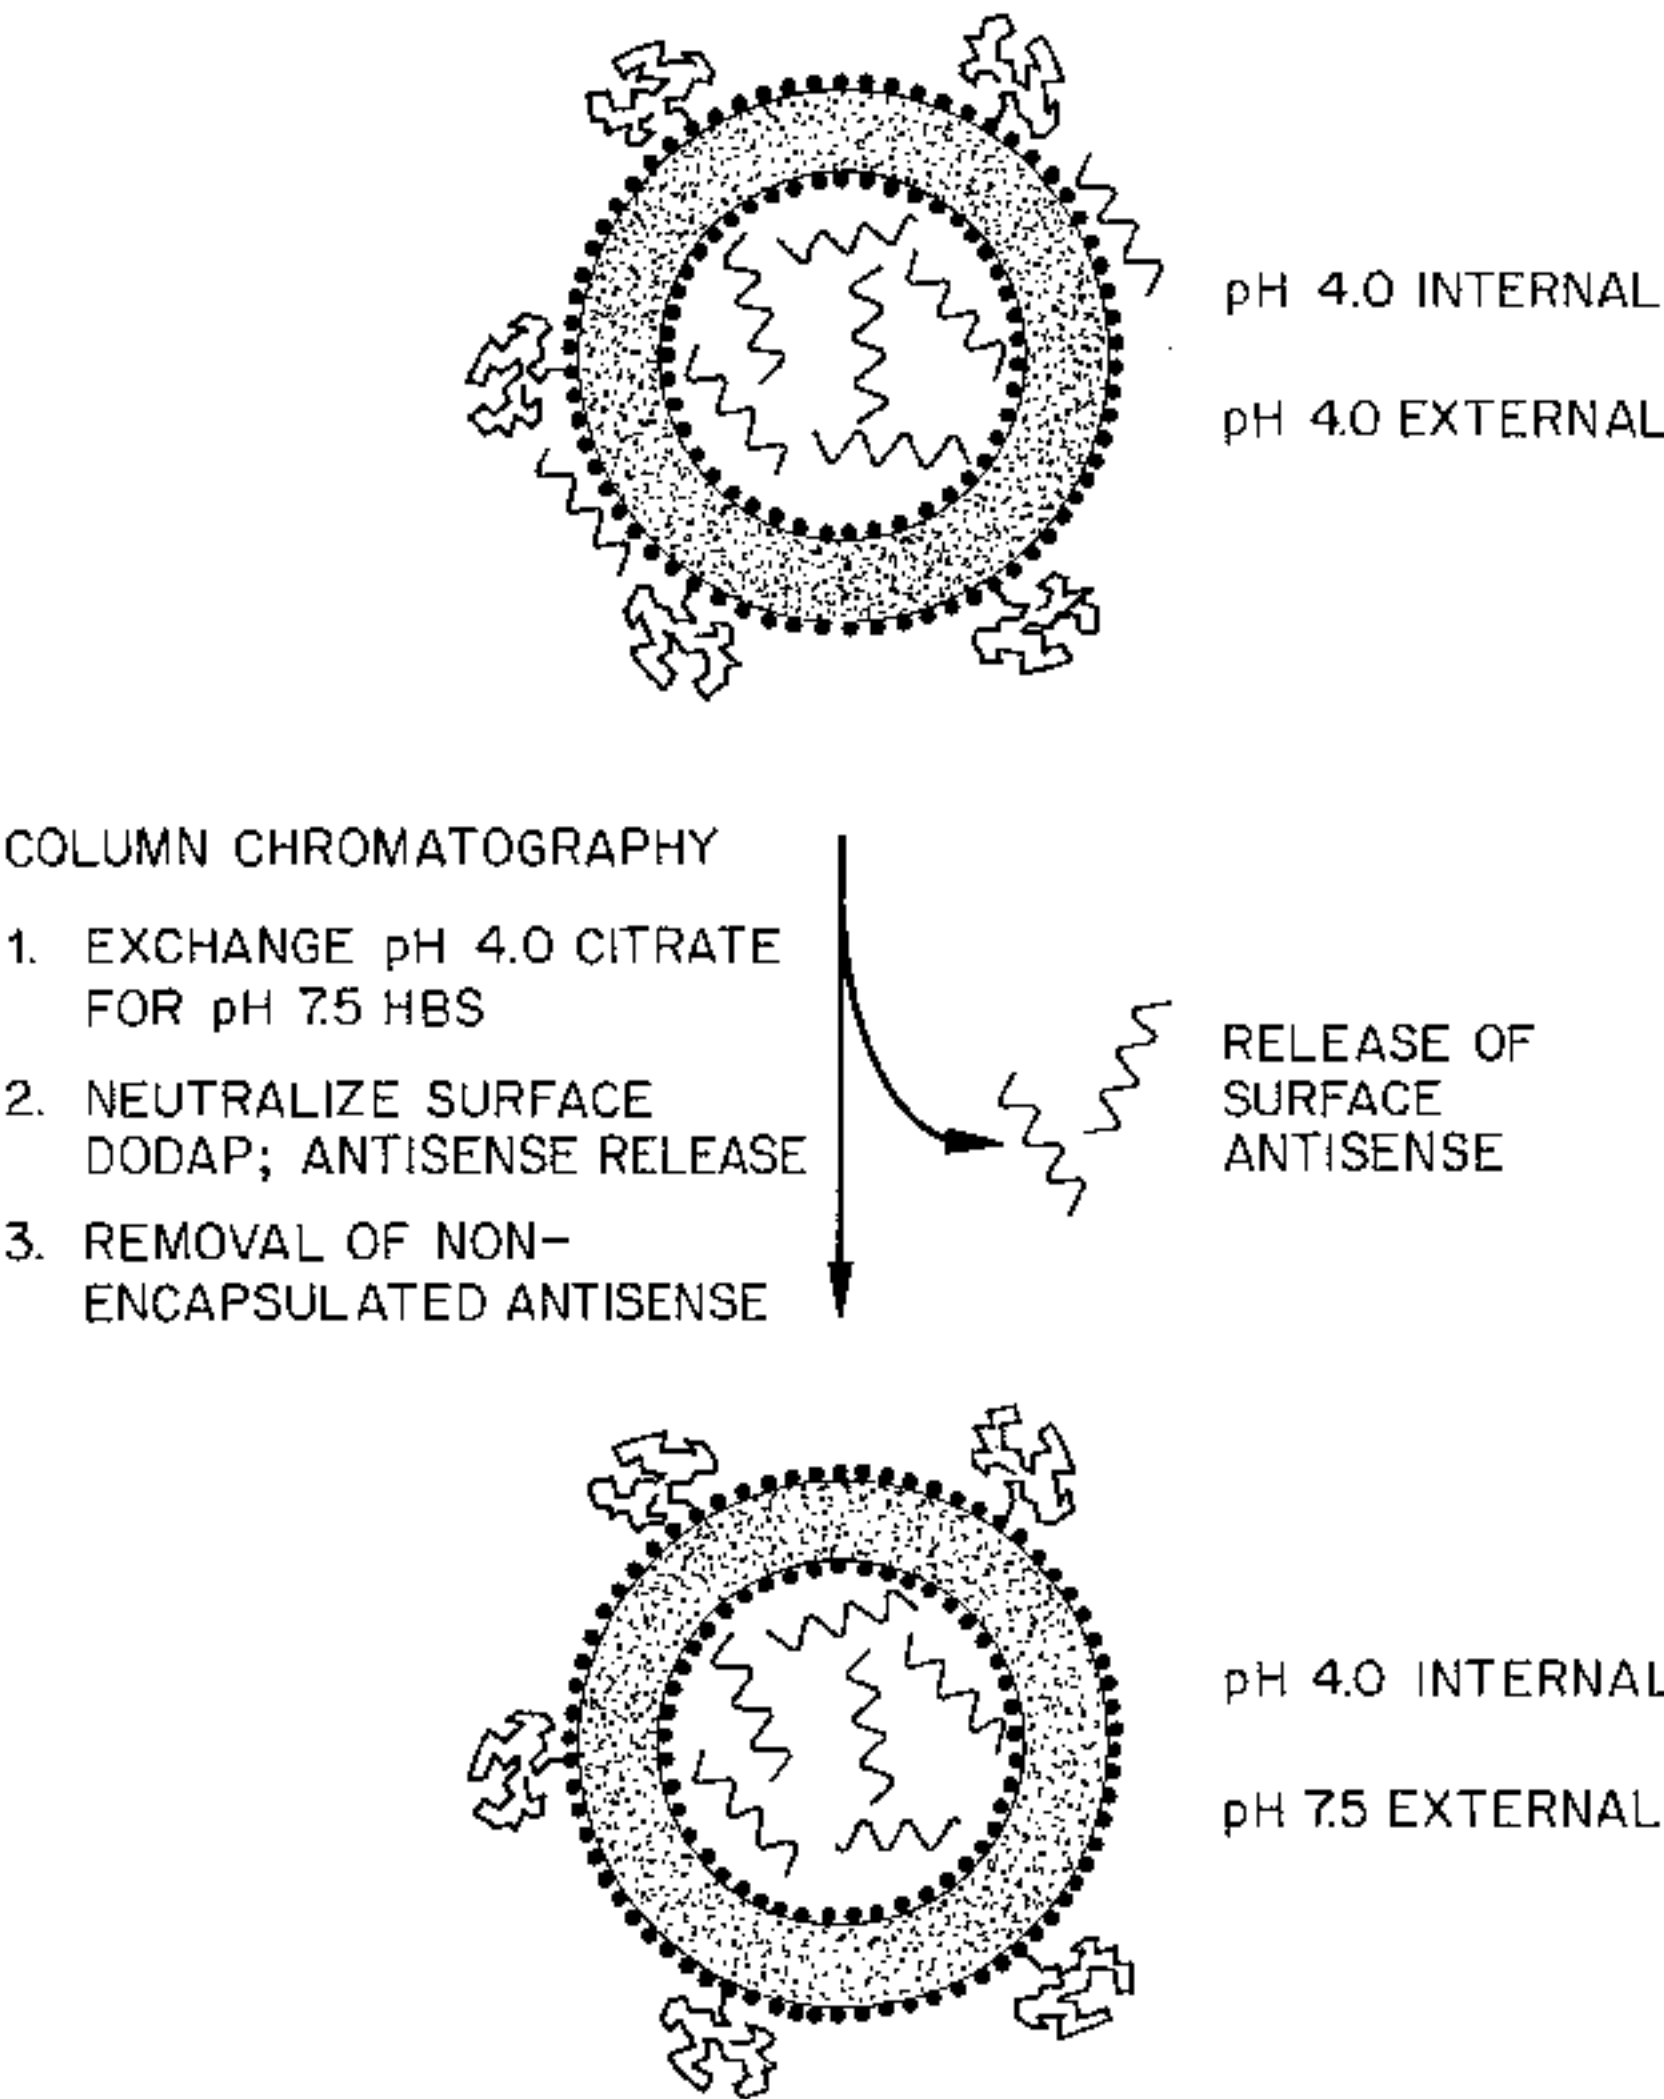 pH 4.0 INTERNAL
pH 4.0 EXTERNAL
COLUMN CHROMATOGRAPHY
1. EXCHANGE pH 4.0 CITRATE
FOR pH 7.5 HBS
2. NEUTRALIZE SURFACE
DODAP; ANTISENSE RELEASE
3. REMOVAL OF NON-
ENCAPSULATED ANTISENSE
RELEASE OF
SURFACE
ANTISENSE
pH 4.0 INTERNAL
pH 7.5 EXTERNAL